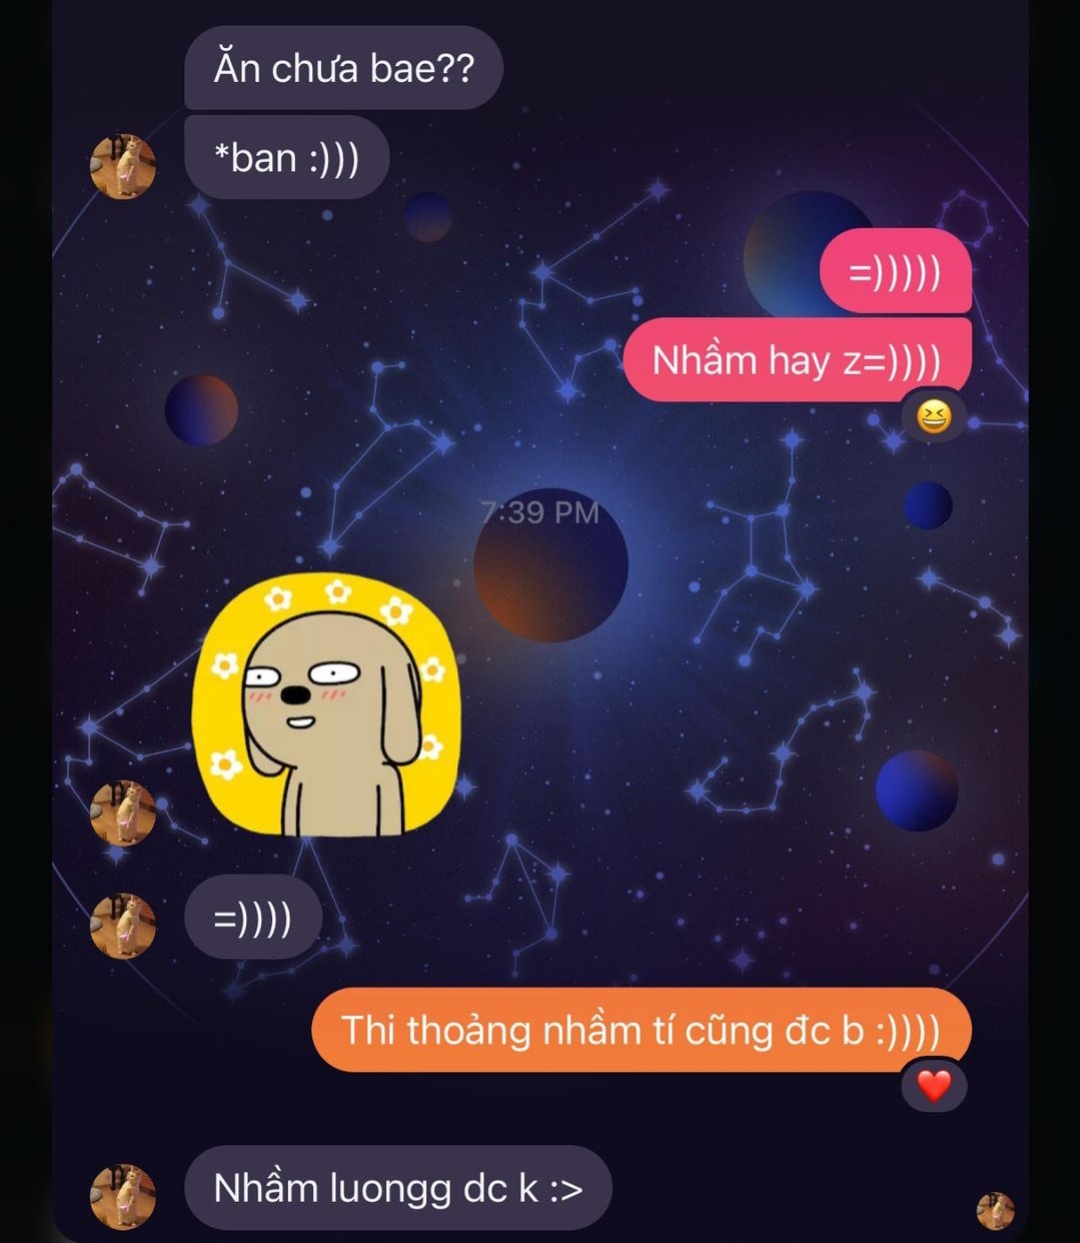 Ăn chưa bae??
*ban :)))
=)))))
Nhầm hay z=))))
7:39 PM
=))))
Thi thoảng nhầm tí cũng đc b :))))
Nhầm luongg dc k :>